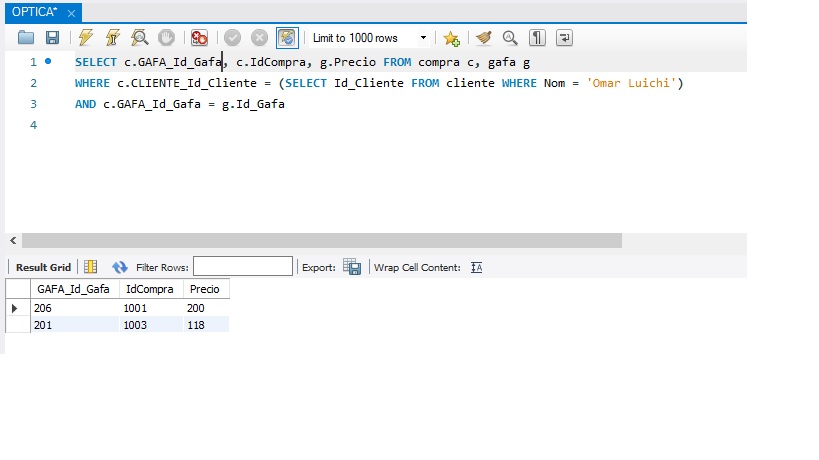 OPTICA*
Limit to 1000 rows
1 SELECT c.GAFA_Id_Gafa, c.IdCompra, g.Precio FROM compra c, gafa g
2 WHERE c.CLIENTE_Id_Cliente = (SELECT Id_Cliente FROM cliente WHERE Nom = 'Omar Luichi')
3 AND c.GAFA_Id_Gafa = g.Id_Gafa
4
Result Grid Filter Rows: Export: Wrap Cell Content:
GAFA_Id_Gafa IdCompra Precio
206 1001 200
201 1003 118